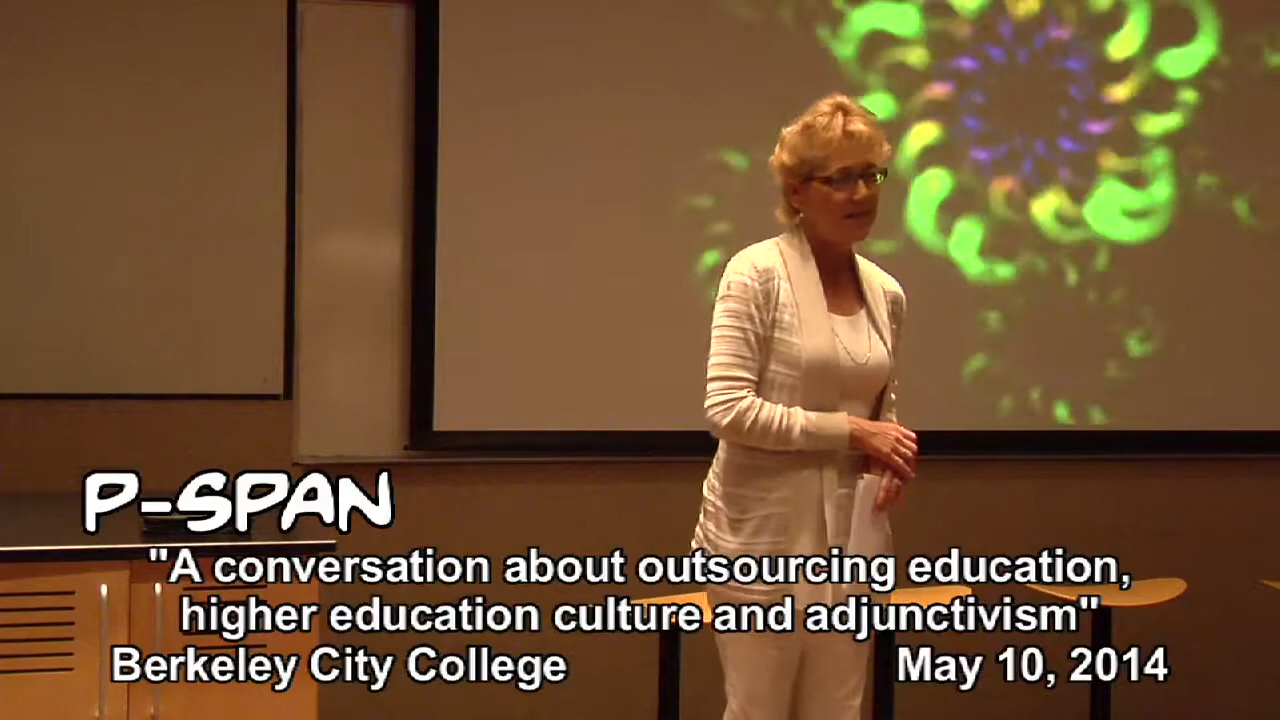 P-SPAN
"A conversation about outsourcing education,
higher education culture and adjunctivism"
Berkeley City College May 10, 2014